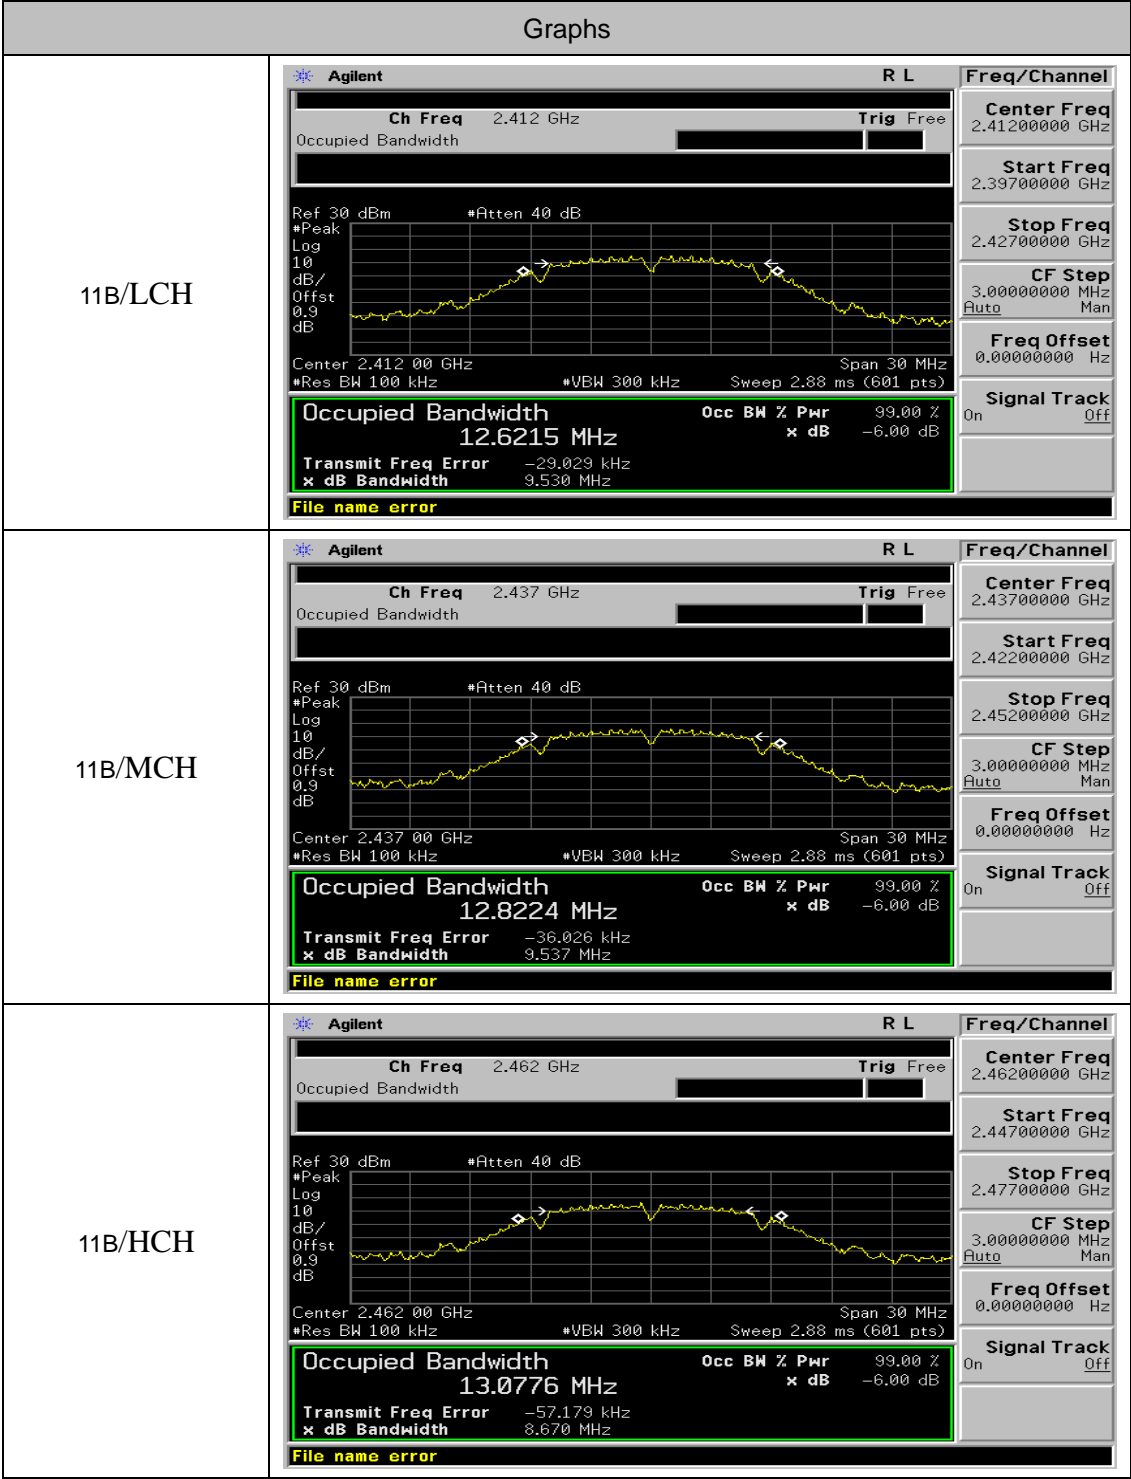 Graphs
11B/LCH
Agilent R L Freq/Channel
Ch Freq 2.412 GHz Trig Free
Occupied Bandwidth
Center Freq
2.41200000 GHz
Start Freq
2.39700000 GHz
Stop Freq
2.42700000 GHz
CF Step
3.00000000 MHz
Auto Man
Freq Offset
0.00000000 Hz
Signal Track
On Off
Ref 30 dBm #Atten 40 dB
#Peak
Log
10
dB/
Offst
0.9
dB
Center 2.412 00 GHz Span 30 MHz
#Res BW 100 kHz #VBW 300 kHz Sweep 2.88 ms (601 pts)
Occupied Bandwidth Occ BW % Pwr 99.00 %
12.6215 MHz x dB -6.00 dB
Transmit Freq Error -29.029 kHz
x dB Bandwidth 9.530 MHz
File name error
11B/MCH
Agilent R L Freq/Channel
Ch Freq 2.437 GHz Trig Free
Occupied Bandwidth
Center Freq
2.43700000 GHz
Start Freq
2.42200000 GHz
Stop Freq
2.45200000 GHz
CF Step
3.00000000 MHz
Auto Man
Freq Offset
0.00000000 Hz
Signal Track
On Off
Ref 30 dBm #Atten 40 dB
#Peak
Log
10
dB/
Offst
0.9
dB
Center 2.437 00 GHz Span 30 MHz
#Res BW 100 kHz #VBW 300 kHz Sweep 2.88 ms (601 pts)
Occupied Bandwidth Occ BW % Pwr 99.00 %
12.8224 MHz x dB -6.00 dB
Transmit Freq Error -36.026 kHz
x dB Bandwidth 9.537 MHz
File name error
11B/HCH
Agilent R L Freq/Channel
Ch Freq 2.462 GHz Trig Free
Occupied Bandwidth
Center Freq
2.46200000 GHz
Start Freq
2.44700000 GHz
Stop Freq
2.47700000 GHz
CF Step
3.00000000 MHz
Auto Man
Freq Offset
0.00000000 Hz
Signal Track
On Off
Ref 30 dBm #Atten 40 dB
#Peak
Log
10
dB/
Offst
0.9
dB
Center 2.462 00 GHz Span 30 MHz
#Res BW 100 kHz #VBW 300 kHz Sweep 2.88 ms (601 pts)
Occupied Bandwidth Occ BW % Pwr 99.00 %
13.0776 MHz x dB -6.00 dB
Transmit Freq Error -57.179 kHz
x dB Bandwidth 8.670 MHz
File name error